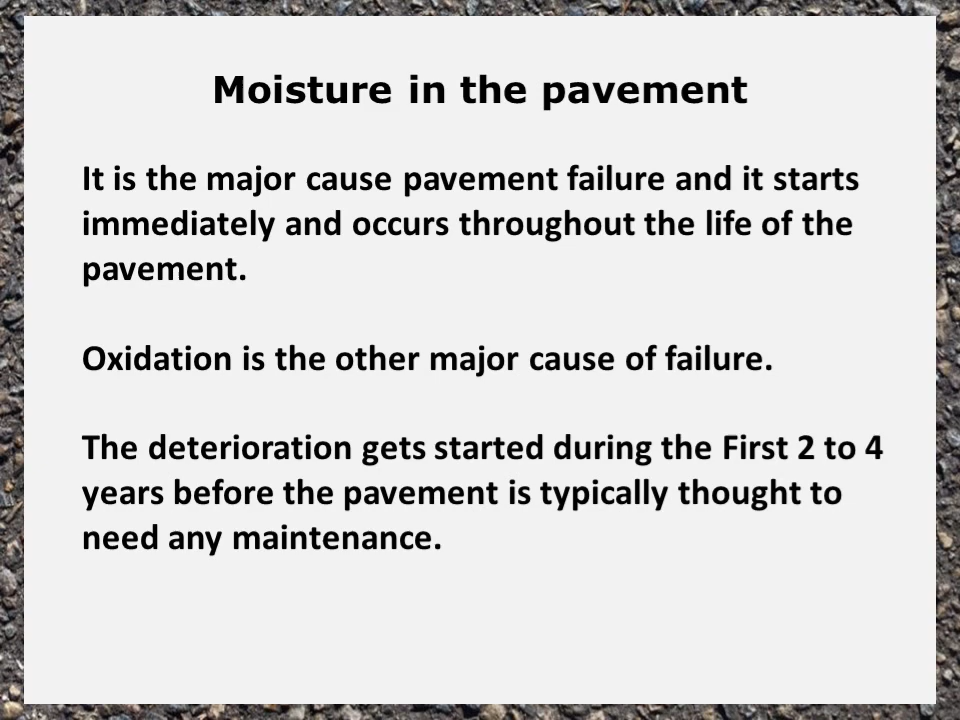 Moisture in the pavement
It is the major cause pavement failure and it starts
immediately and occurs throughout the life of the
pavement.
Oxidation is the other major cause of failure.
The deterioration gets started during the First 2 to 4
years before the pavement is typically thought to
need any maintenance.